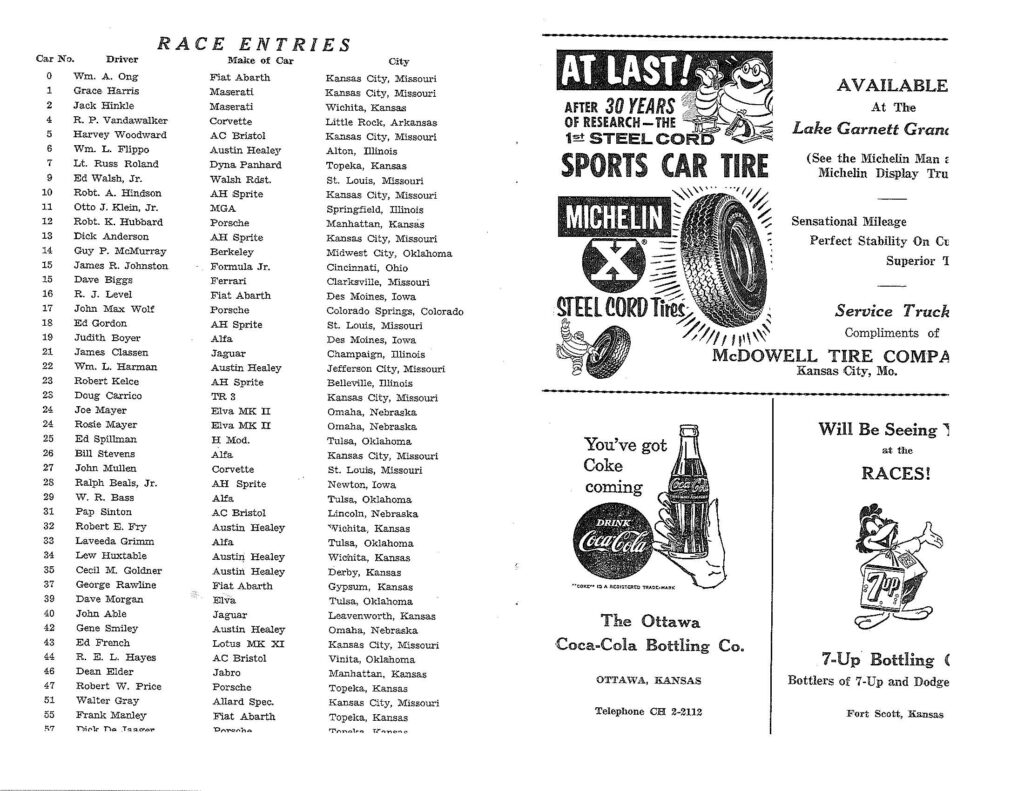 RACE ENTRIES
Car No. Driver Make of Car City
0 Wm. A. Ong Fiat Abarth Kansas City, Missouri
1 Grace Harris Maserati Kansas City, Missouri
2 Jack Hinkle Maserati Wichita, Kansas
4 R. P. Vandawalker Corvette Little Rock, Arkansas
5 Harvey Woodward AC Bristol Kansas City, Missouri
6 Wm. L. Flippo Austin Healey Alton, Illinois
7 Lt. Russ Roland Dyna Panhard Topeka, Kansas
9 Ed Walsh, Jr. Walsh Rdst. St. Louis, Missouri
10 Robt. A. Hindson AH Sprite Kansas City, Missouri
11 Otto J. Klein, Jr. MGA Springfield, Illinois
12 Robt. K. Hubbard Porsche Manhattan, Kansas
13 Dick Anderson AH Sprite Kansas City, Missouri
14 Guy P. McMurray Berkeley Midwest City, Oklahoma
15 James R. Johnston Formula Jr. Cincinnati, Ohio
15 Dave Biggs Ferrari Clarksville, Missouri
16 R. J. Level Fiat Abarth Des Moines, Iowa
17 John Max Wolf Porsche Colorado Springs, Colorado
18 Ed Gordon AH Sprite St. Louis, Missouri
19 Judith Boyer Alfa Des Moines, Iowa
21 James Classen Jaguar Champaign, Illinois
22 Wm. L. Harman Austin Healey Jefferson City, Missouri
23 Robert Kelce AH Sprite Belleville, Illinois
23 Doug Carrico TR 3 Kansas City, Missouri
24 Joe Mayer Elva MK II Omaha, Nebraska
24 Rosie Mayer Elva MK II Omaha, Nebraska
25 Ed Spillman H Mod. Tulsa, Oklahoma
26 Bill Stevens Alfa Kansas City, Missouri
27 John Mullen Corvette St. Louis, Missouri
28 Ralph Beals, Jr. AH Sprite Newton, Iowa
29 W. R. Bass Alfa Tulsa, Oklahoma
31 Pap Sinton AC Bristol Lincoln, Nebraska
32 Robert E. Fry Austin Healey Wichita, Kansas
33 Laveeda Grimm Alfa Tulsa, Oklahoma
34 Lew Huxtable Austin Healey Wichita, Kansas
35 Cecil M. Goldner Austin Healey Derby, Kansas
37 George Rawline Fiat Abarth Gypsum, Kansas
39 Dave Morgan Elva Tulsa, Oklahoma
40 John Able Jaguar Leavenworth, Kansas
42 Gene Smiley Austin Healey Omaha, Nebraska
43 Ed French Lotus MK XI Kansas City, Missouri
44 R. E. L. Hayes AC Bristol Vinita, Oklahoma
46 Dean Elder Jabro Manhattan, Kansas
47 Robert W. Price Porsche Topeka, Kansas
51 Walter Gray Allard Spec. Kansas City, Missouri
55 Frank Manley Fiat Abarth Topeka, Kansas
57 Dick De Jaager Porsche Topeka, Kansas
AT LAST!
AFTER 30 YEARS
OF RESEARCH—THE
1st STEEL CORD
SPORTS CAR TIRE
MICHELIN
X®
STEEL CORD Tires
AVAILABLE
At The
Lake Garnett Gran
(See the Michelin Man
Michelin Display Tru
Sensational Mileage
Perfect Stability On
Superior
Service Truck
Compliments of
McDOWELL TIRE COMPA
Kansas City, Mo.
You've got
Coke
coming
DRINK
Coca-Cola
Coca-Cola
"COKE" IS A REGISTERED TRADE-MARK
The Ottawa
Coca-Cola Bottling Co.
OTTAWA, KANSAS
Telephone CH 2-2112
Will Be Seeing
at the
RACES!
7up
7-Up Bottling
Bottlers of 7-Up and Dodge
Fort Scott, Kansas